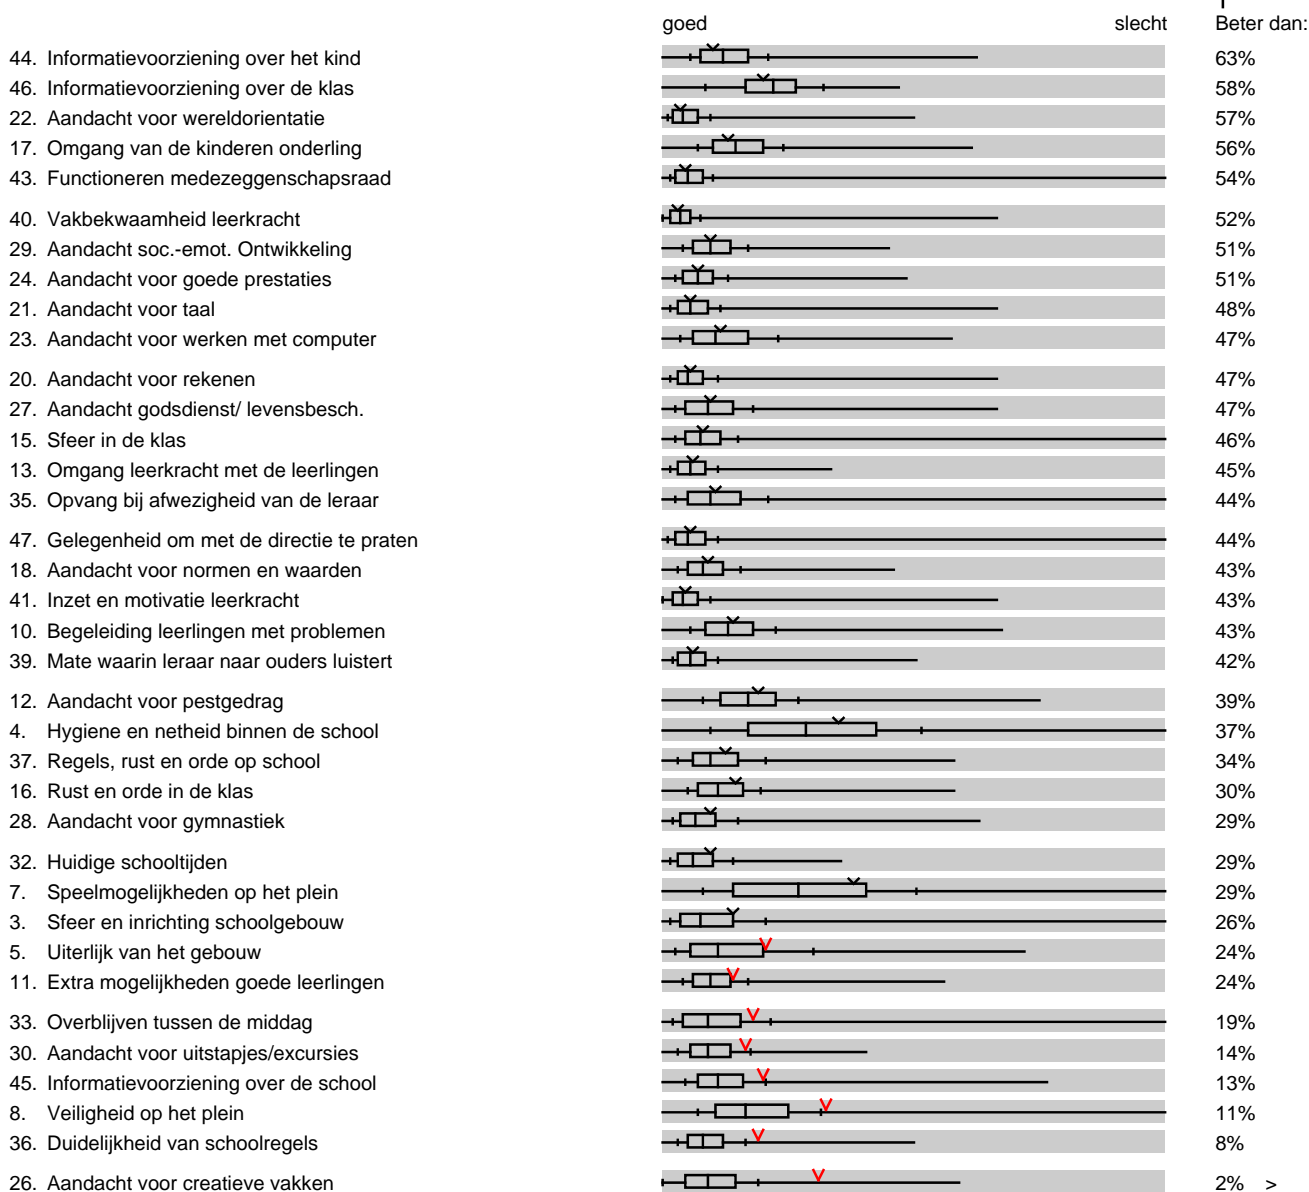 goed slecht Beter dan:
44. Informatievoorziening over het kind 63%
46. Informatievoorziening over de klas 58%
22. Aandacht voor wereldorientatie 57%
17. Omgang van de kinderen onderling 56%
43. Functioneren medezeggenschapsraad 54%
40. Vakbekwaamheid leerkracht 52%
29. Aandacht soc.-emot. Ontwikkeling 51%
24. Aandacht voor goede prestaties 51%
21. Aandacht voor taal 48%
23. Aandacht voor werken met computer 47%
20. Aandacht voor rekenen 47%
27. Aandacht godsdienst/ levensbesch. 47%
15. Sfeer in de klas 46%
13. Omgang leerkracht met de leerlingen 45%
35. Opvang bij afwezigheid van de leraar 44%
47. Gelegenheid om met de directie te praten 44%
18. Aandacht voor normen en waarden 43%
41. Inzet en motivatie leerkracht 43%
10. Begeleiding leerlingen met problemen 43%
39. Mate waarin leraar naar ouders luistert 42%
12. Aandacht voor pestgedrag 39%
4. Hygiene en netheid binnen de school 37%
37. Regels, rust en orde op school 34%
16. Rust en orde in de klas 30%
28. Aandacht voor gymnastiek 29%
32. Huidige schooltijden 29%
7. Speelmogelijkheden op het plein 29%
3. Sfeer en inrichting schoolgebouw 26%
5. Uiterlijk van het gebouw 24%
11. Extra mogelijkheden goede leerlingen 24%
33. Overblijven tussen de middag 19%
30. Aandacht voor uitstapjes/excursies 14%
45. Informatievoorziening over de school 13%
8. Veiligheid op het plein 11%
36. Duidelijkheid van schoolregels 8%
26. Aandacht voor creatieve vakken 2% >